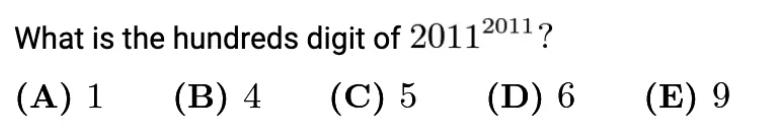 What is the hundreds digit of 2011^2011?
(A) 1 (B) 4 (C) 5 (D) 6 (E) 9